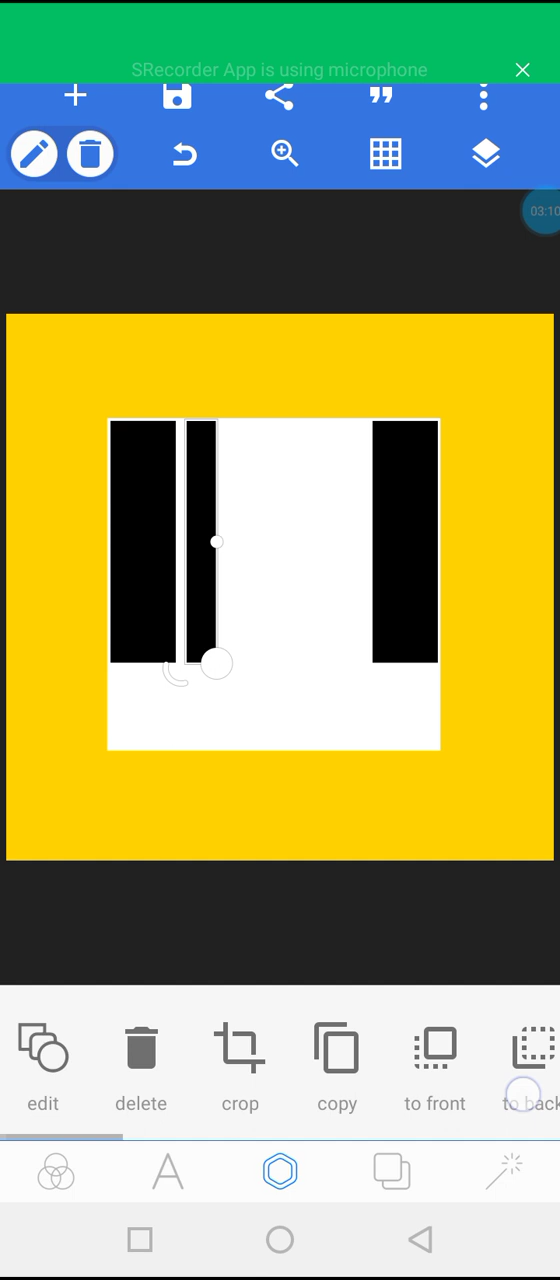 SRecorder App is using microphone
03:10
edit
delete
crop
copy
to front
to back